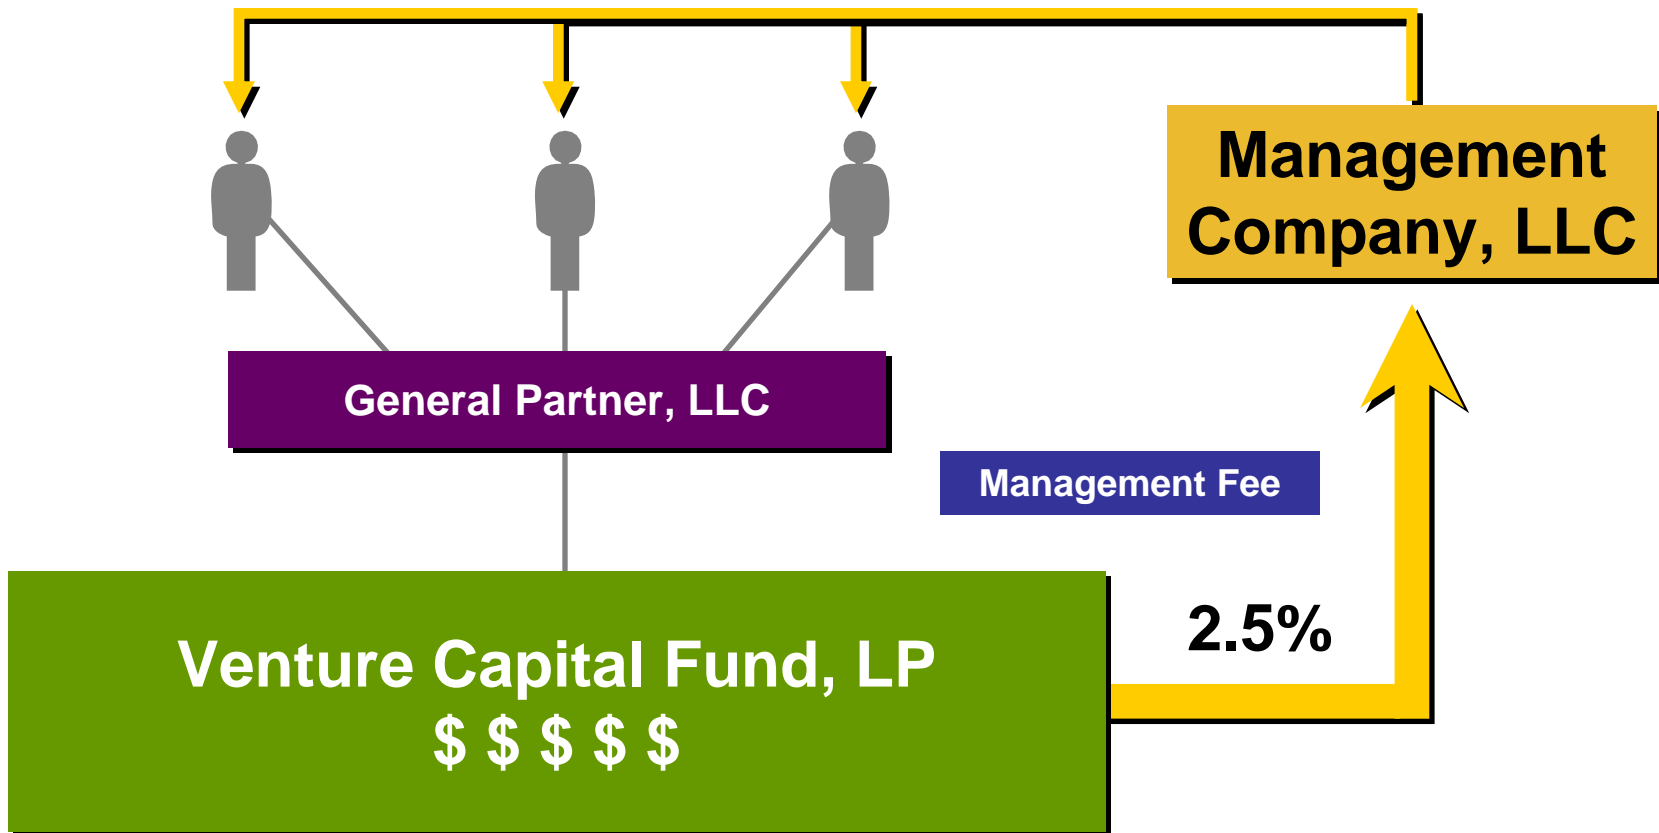 Management
Company, LLC
General Partner, LLC
Management Fee
2.5%
Venture Capital Fund, LP
$ $ $ $ $